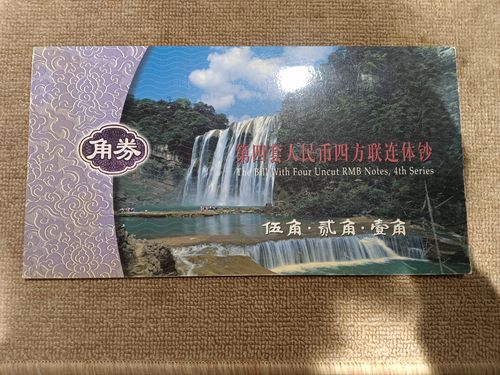 角券
第四套人民币四方联连体钞
The Bill With Four Uncut RMB Notes, 4th Series
伍角·贰角·壹角